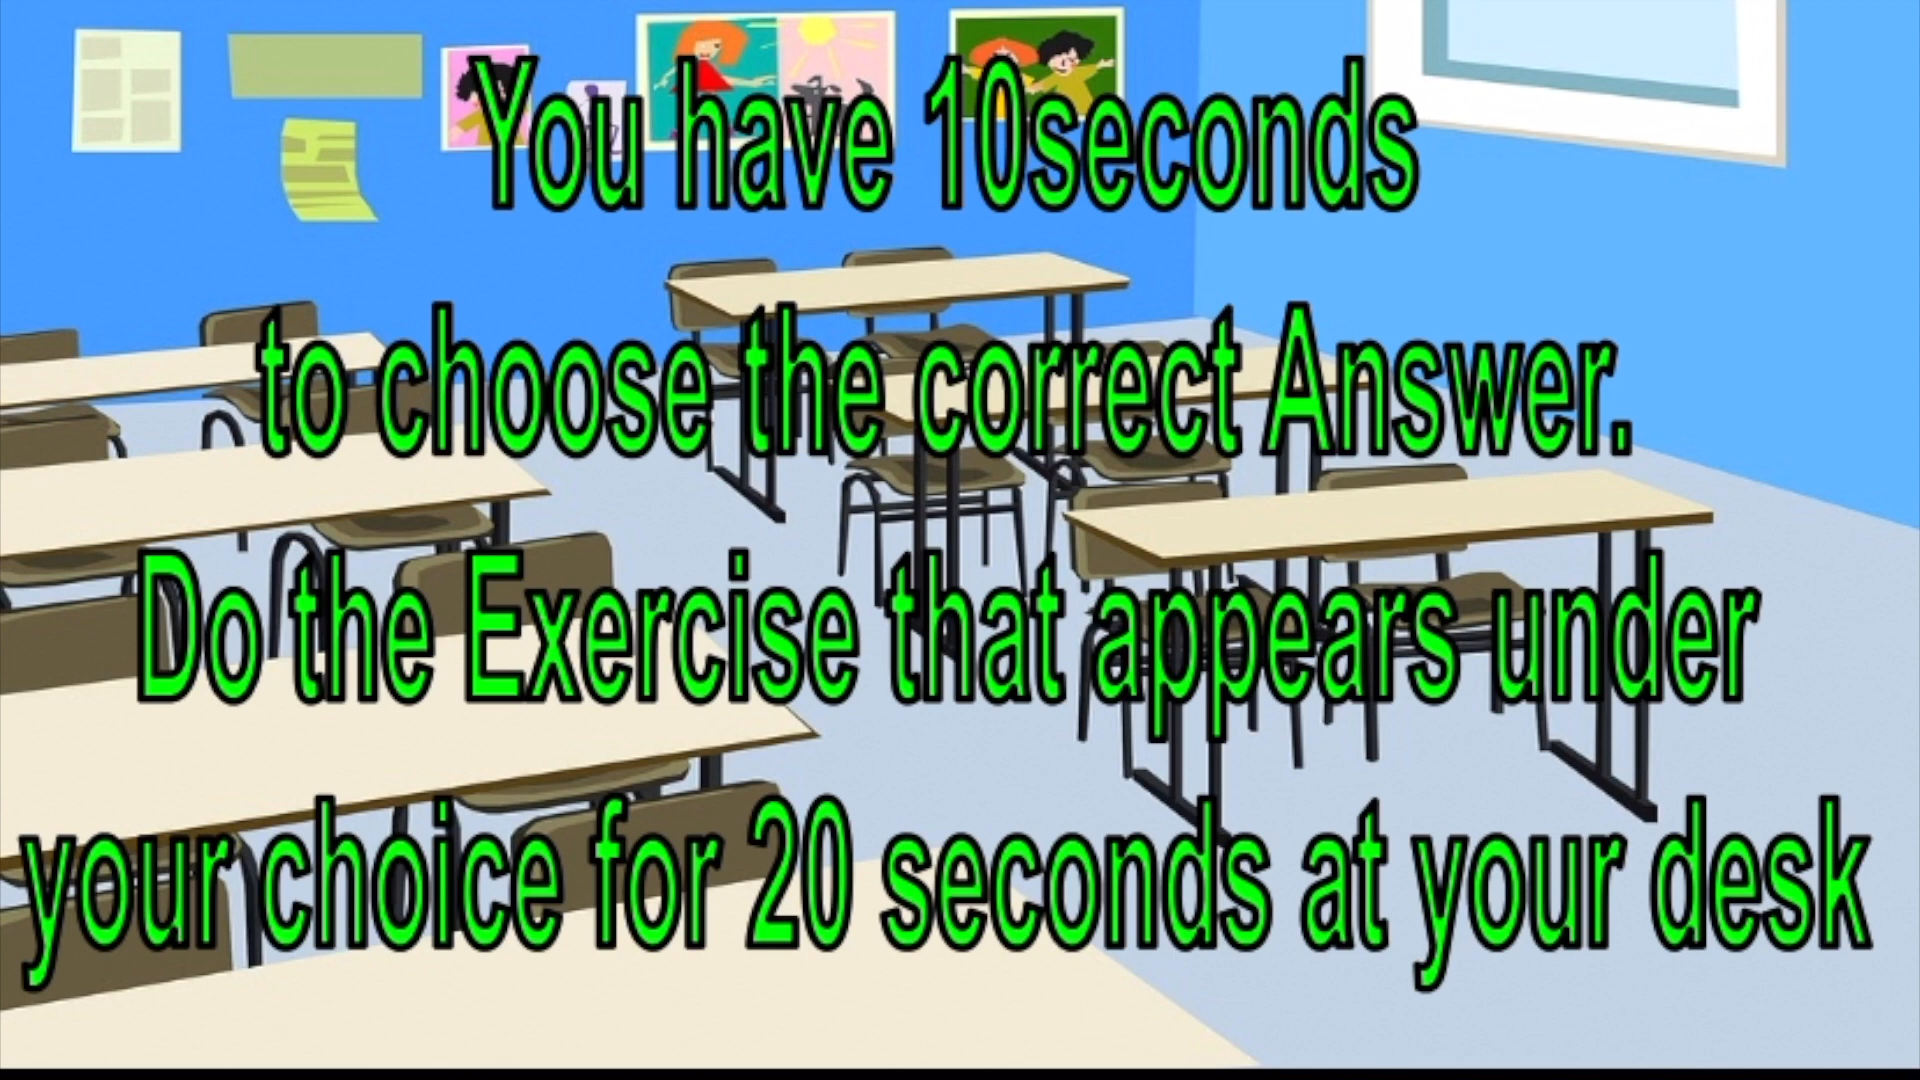 You have 10seconds
to choose the correct Answer.
Do the Exercise that appears under
your choice for 20 seconds at your desk